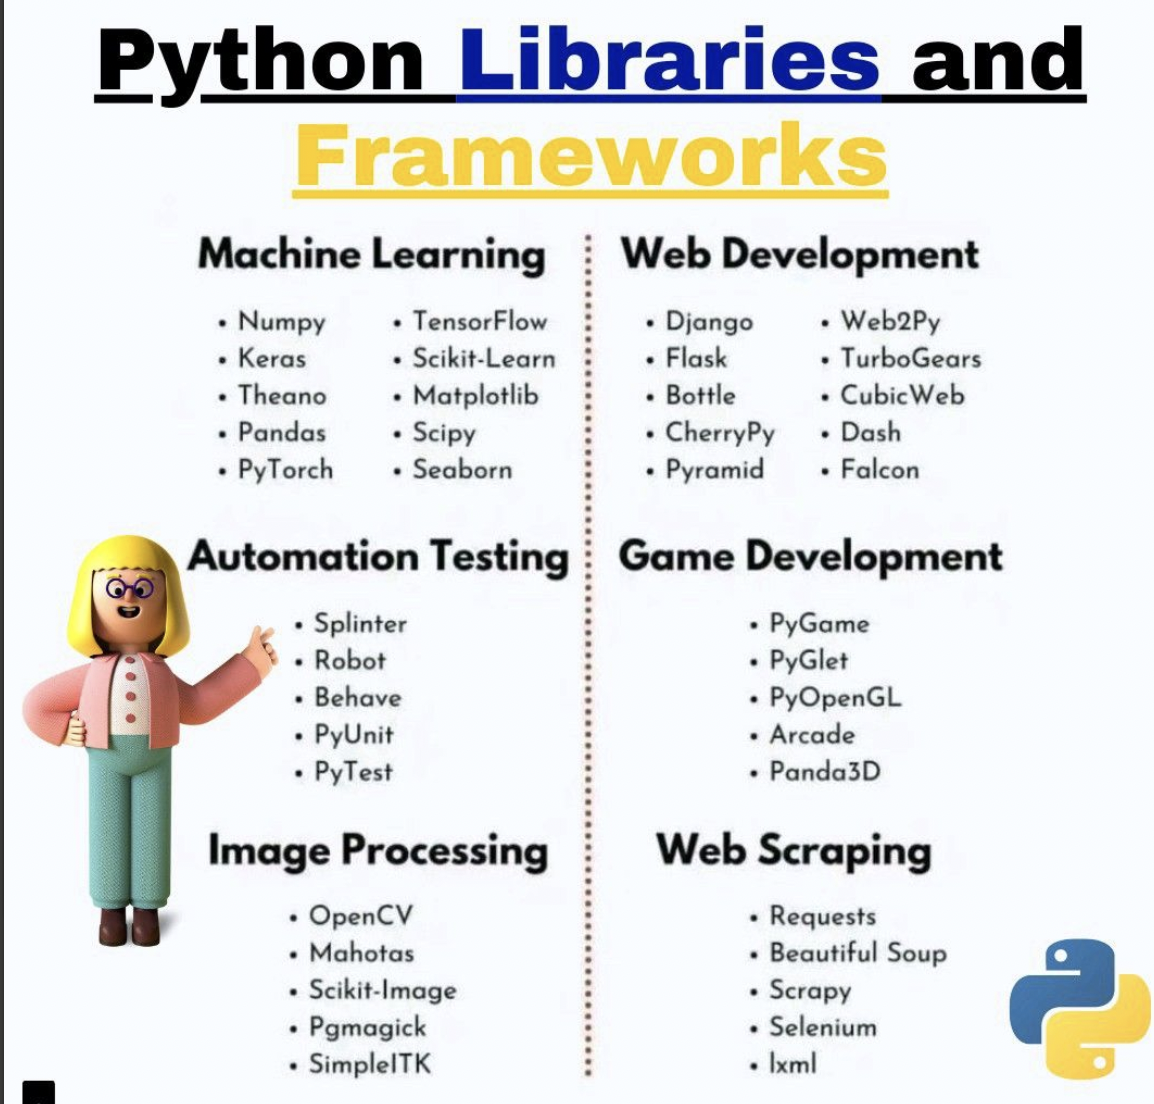 Python Libraries and
Frameworks
Machine Learning
• Numpy
• Keras
• Theano
• Pandas
• PyTorch
• TensorFlow
• Scikit-Learn
• Matplotlib
• Scipy
• Seaborn
Web Development
• Django
• Flask
• Bottle
• CherryPy
• Pyramid
• Web2Py
• TurboGears
• CubicWeb
• Dash
• Falcon
Automation Testing
• Splinter
• Robot
• Behave
• PyUnit
• PyTest
Game Development
• PyGame
• PyGlet
• PyOpenGL
• Arcade
• Panda3D
Image Processing
• OpenCV
• Mahotas
• Scikit-Image
• Pgmagick
• SimpleITK
Web Scraping
• Requests
• Beautiful Soup
• Scrapy
• Selenium
• lxml